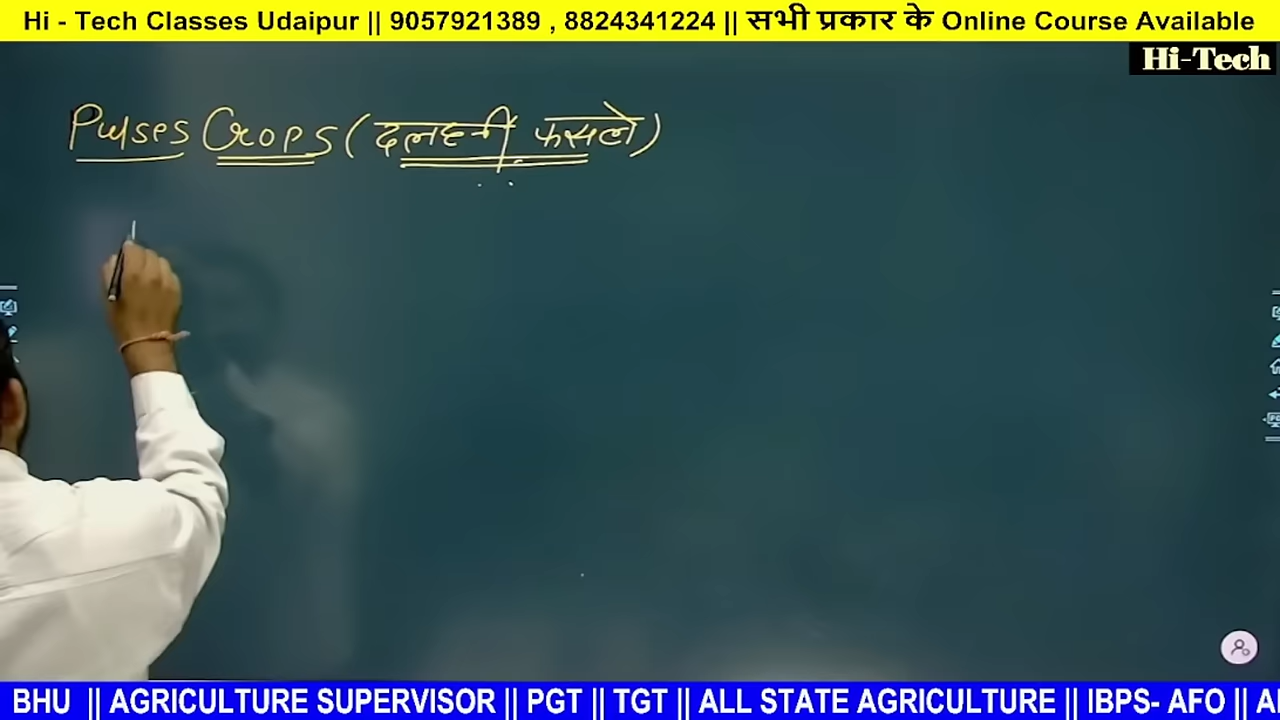 Hi - Tech Classes Udaipur || 9057921389 , 8824341224 || सभी प्रकार के Online Course Available
Hi-Tech
Pulses Crops (दलहनी फसले)
BHU || AGRICULTURE SUPERVISOR || PGT || TGT || ALL STATE AGRICULTURE || IBPS- AFO || A